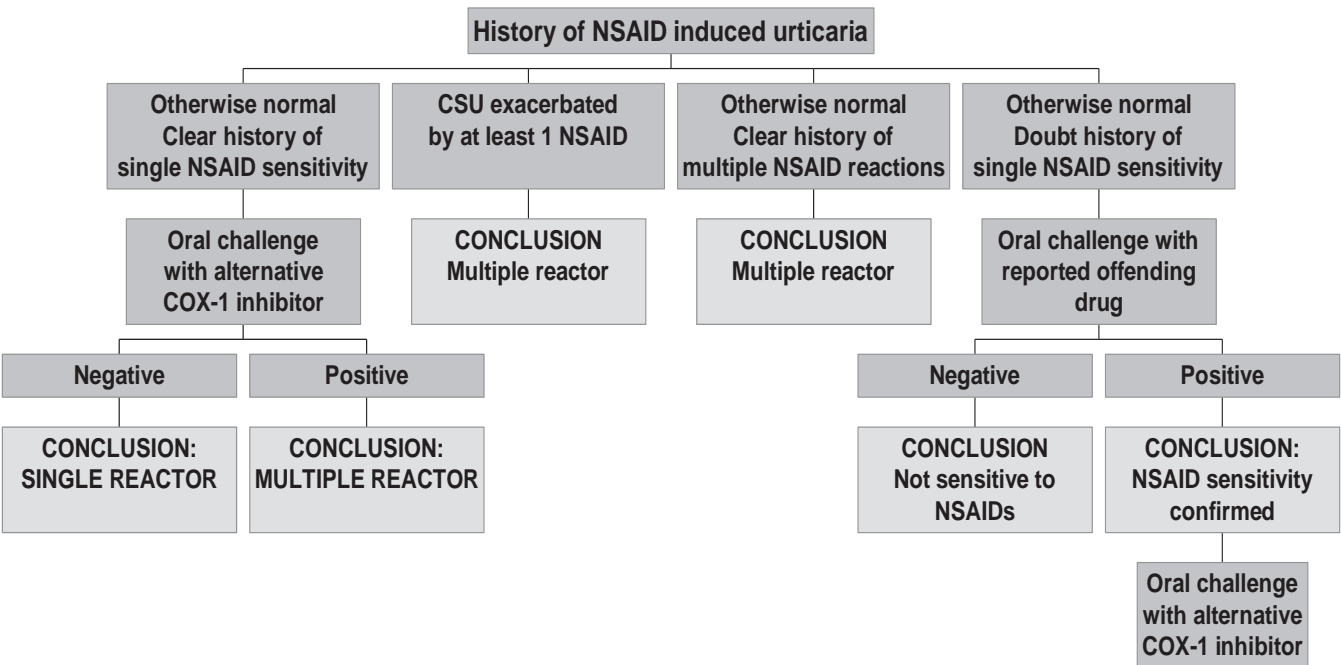 History of NSAID induced urticaria
Otherwise normal
Clear history of
single NSAID sensitivity
CSU exacerbated
by at least 1 NSAID
Otherwise normal
Clear history of
multiple NSAID reactions
Otherwise normal
Doubt history of
single NSAID sensitivity
Oral challenge
with alternative
COX-1 inhibitor
CONCLUSION
Multiple reactor
CONCLUSION
Multiple reactor
Oral challenge with
reported offending
drug
Negative
Positive
Negative
Positive
CONCLUSION:
SINGLE REACTOR
CONCLUSION:
MULTIPLE REACTOR
CONCLUSION
Not sensitive to
NSAIDs
CONCLUSION:
NSAID sensitivity
confirmed
Oral challenge
with alternative
COX-1 inhibitor